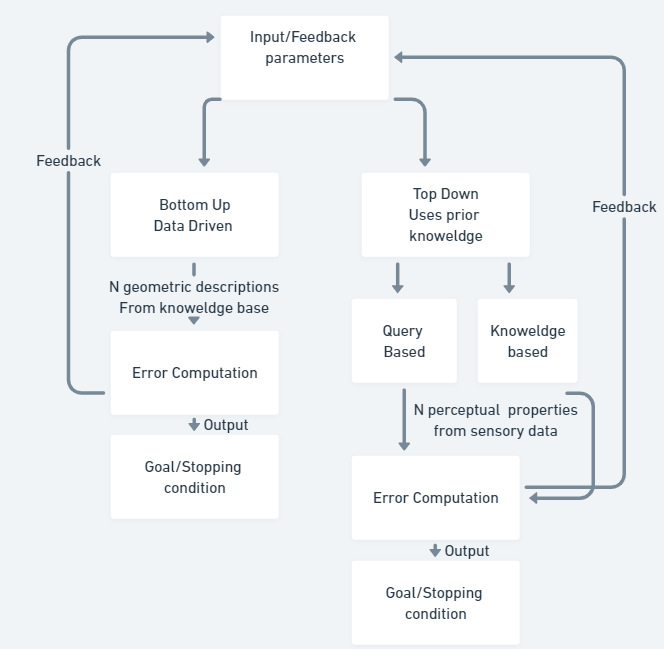 Input/Feedback
parameters
Feedback
Bottom Up
Data Driven
Top Down
Uses prior
knoweldge
Feedback
N geometric descriptions
From knoweldge base
Query
Based
Knoweldge
based
Error Computation
N perceptual properties
from sensory data
Output
Goal/Stopping
condition
Error Computation
Output
Goal/Stopping
condition